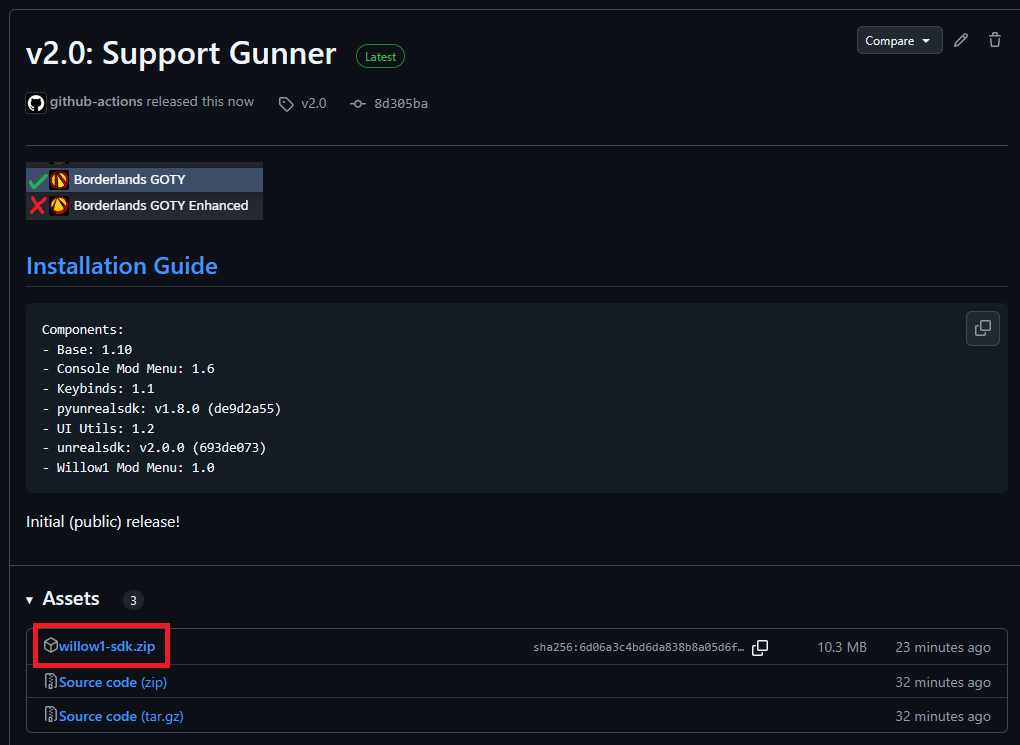 v2.0: Support Gunner Latest Compare
github-actions released this now v2.0 8d305ba
Borderlands GOTY
Borderlands GOTY Enhanced
Installation Guide
Components:
- Base: 1.10
- Console Mod Menu: 1.6
- Keybinds: 1.1
- pyunrealsdk: v1.8.0 (de9d2a55)
- UI Utils: 1.2
- unrealsdk: v2.0.0 (693de073)
- Willow1 Mod Menu: 1.0
Initial (public) release!
Assets 3
willow1-sdk.zip sha256:6d06a3c4bd6da838b8a05d6f… 10.3 MB 23 minutes ago
Source code (zip) 32 minutes ago
Source code (tar.gz) 32 minutes ago